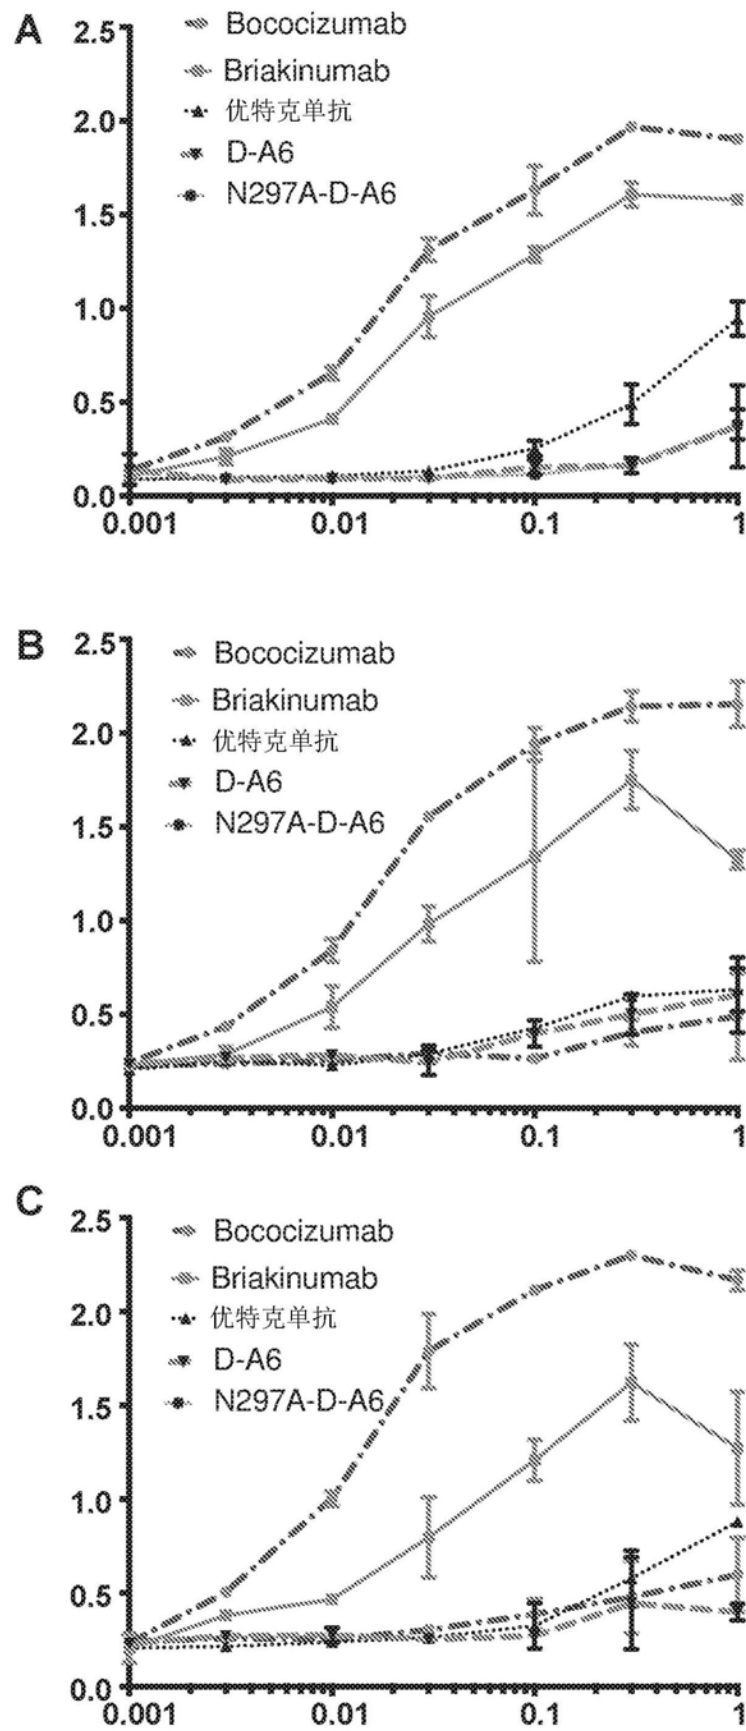 A
2.5
Bococizumab
Briakinumab
优特克单抗
2.0
D-A6
N297A-D-A6
1.5
1.0
0.5
0.0
0.001 0.01 0.1 1
B
2.5
Bococizumab
Briakinumab
2.0
优特克单抗
D-A6
N297A-D-A6
1.5
1.0
0.5
0.0
0.001 0.01 0.1 1
C
2.5
Bococizumab
Briakinumab
优特克单抗
2.0
D-A6
N297A-D-A6
1.5
1.0
0.5
0.0
0.001 0.01 0.1 1